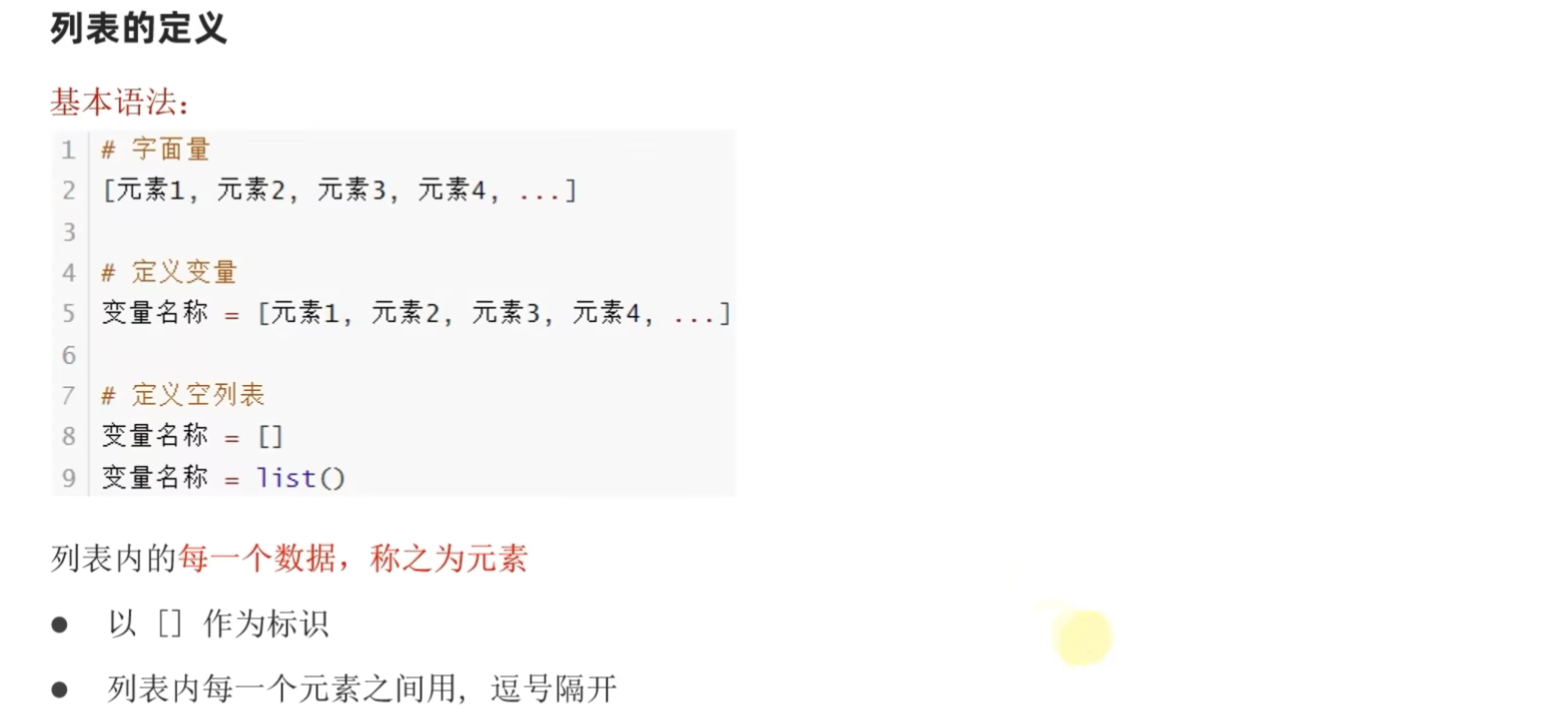 列表的定义
基本语法：
1 # 字面量
2 [元素1, 元素2, 元素3, 元素4, ...]
3
4 # 定义变量
5 变量名称 = [元素1, 元素2, 元素3, 元素4, ...]
6
7 # 定义空列表
8 变量名称 = []
9 变量名称 = list()
列表内的每一个数据，称之为元素
● 以 [] 作为标识
● 列表内每一个元素之间用, 逗号隔开